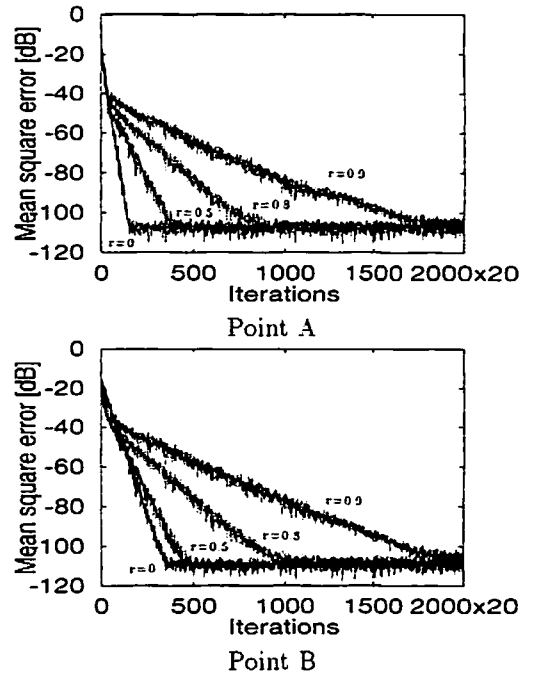 Mean square error [dB]
0
-20
-40
-60
-80
-100
-120
r=0.9
r=0.8
r=0.5
r=0
0 500 1000 1500 2000x20
Iterations
Point A
Mean square error [dB]
0
-20
-40
-60
-80
-100
-120
r=0.9
r=0.8
r=0.5
r=0
0 500 1000 1500 2000x20
Iterations
Point B